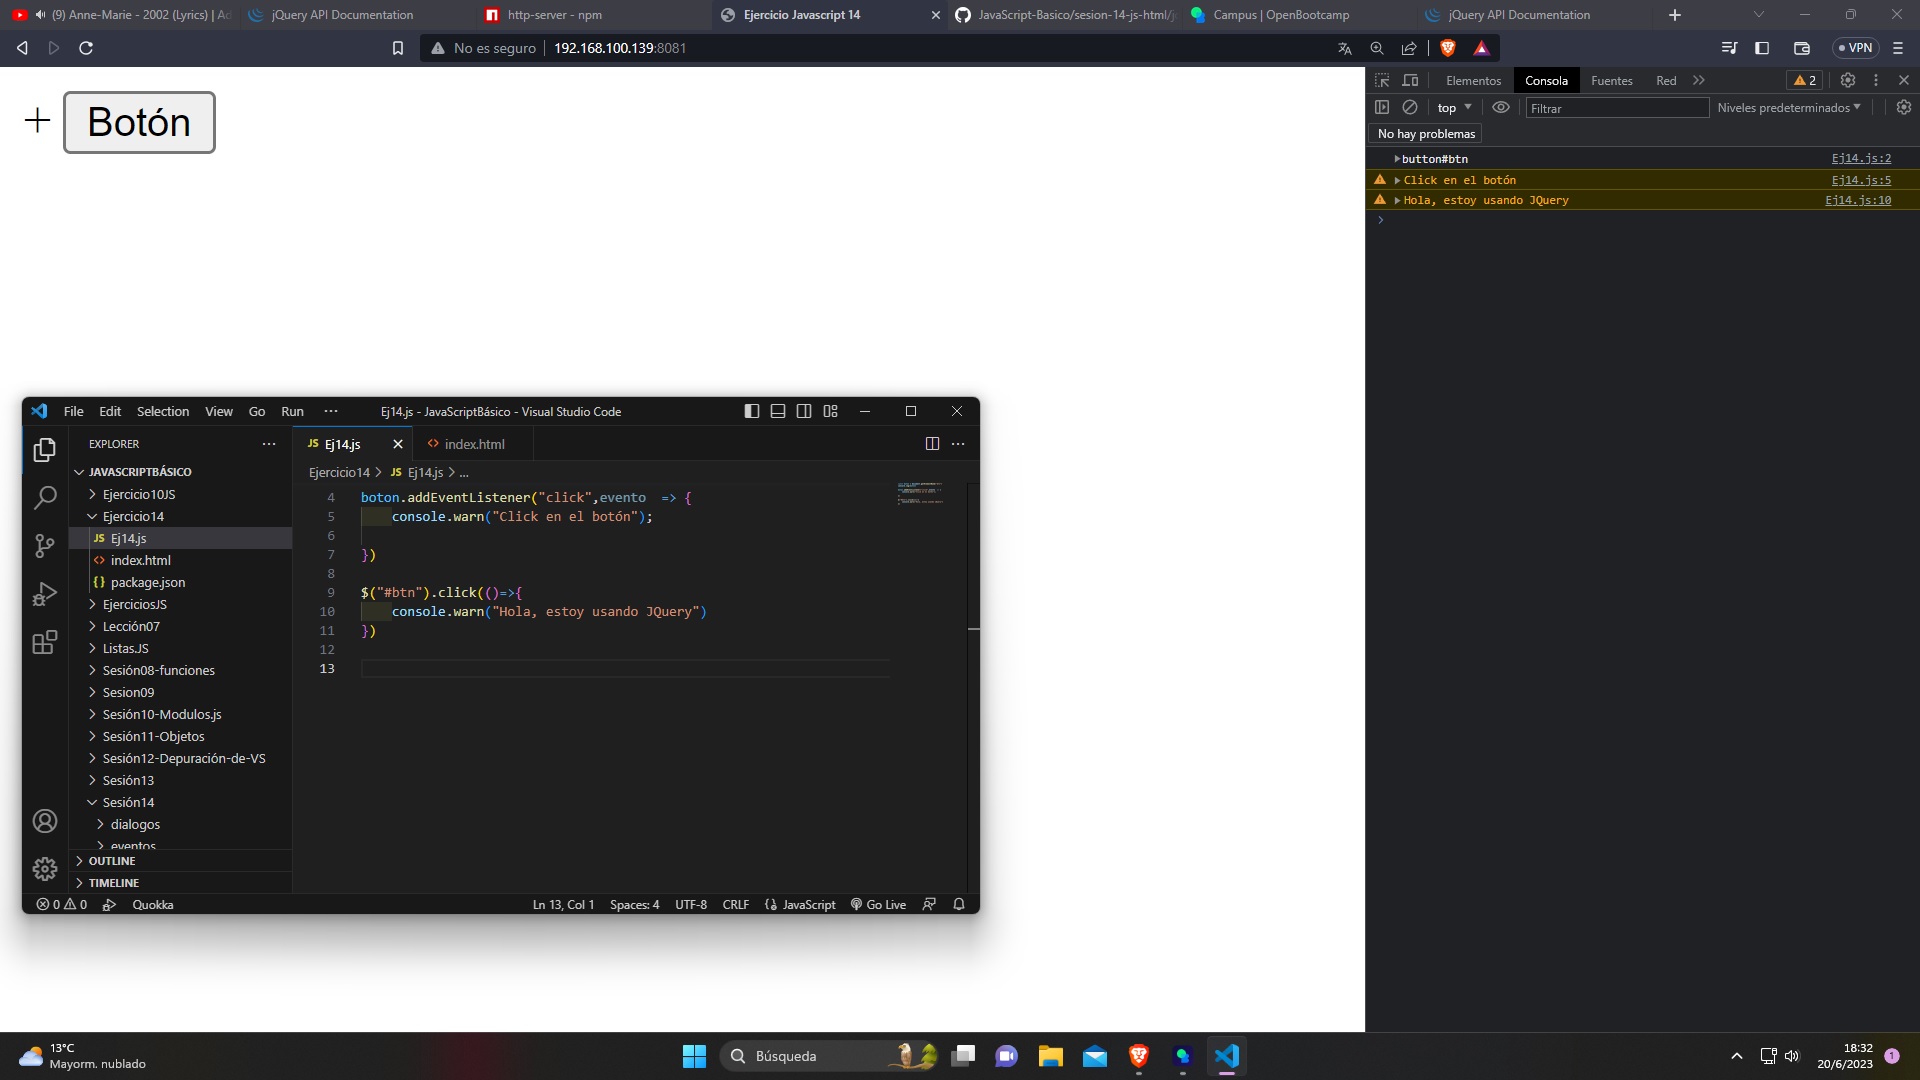 (9) Anne-Marie - 2002 (Lyrics) | Ad
jQuery API Documentation
http-server - npm
Ejercicio Javascript 14
JavaScript-Basico/sesion-14-js-html/
Campus | OpenBootcamp
jQuery API Documentation
No es seguro 192.168.100.139:8081
VPN
Elementos Consola Fuentes Red 2
top Filtrar Niveles predeterminados
No hay problemas
button#btn Ej14.js:2
Click en el botón Ej14.js:5
Hola, estoy usando JQuery Ej14.js:10
+ Botón
File Edit Selection View Go Run ··· Ej14.js - JavaScriptBásico - Visual Studio Code
EXPLORER
JAVASCRIPTBÁSICO
Ejercicio10JS
Ejercicio14
JS Ej14.js
<> index.html
{} package.json
EjerciciosJS
Lección07
Listas.JS
Sesión08-funciones
Sesion09
Sesión10-Modulos.js
Sesión11-Objetos
Sesión12-Depuración-de-VS
Sesión13
Sesión14
dialogos
eventos
OUTLINE
TIMELINE
JS Ej14.js
<> index.html
Ejercicio14 > JS Ej14.js > ...
4 boton.addEventListener("click",evento => {
5 console.warn("Click en el botón");
6
7 })
8
9 $("#btn").click(()=>{
10 console.warn("Hola, estoy usando JQuery")
11 })
12
13
0 0 Quokka Ln 13, Col 1 Spaces: 4 UTF-8 CRLF JavaScript Go Live
13°C
Mayorm. nublado
Búsqueda
18:32
20/6/2023
1